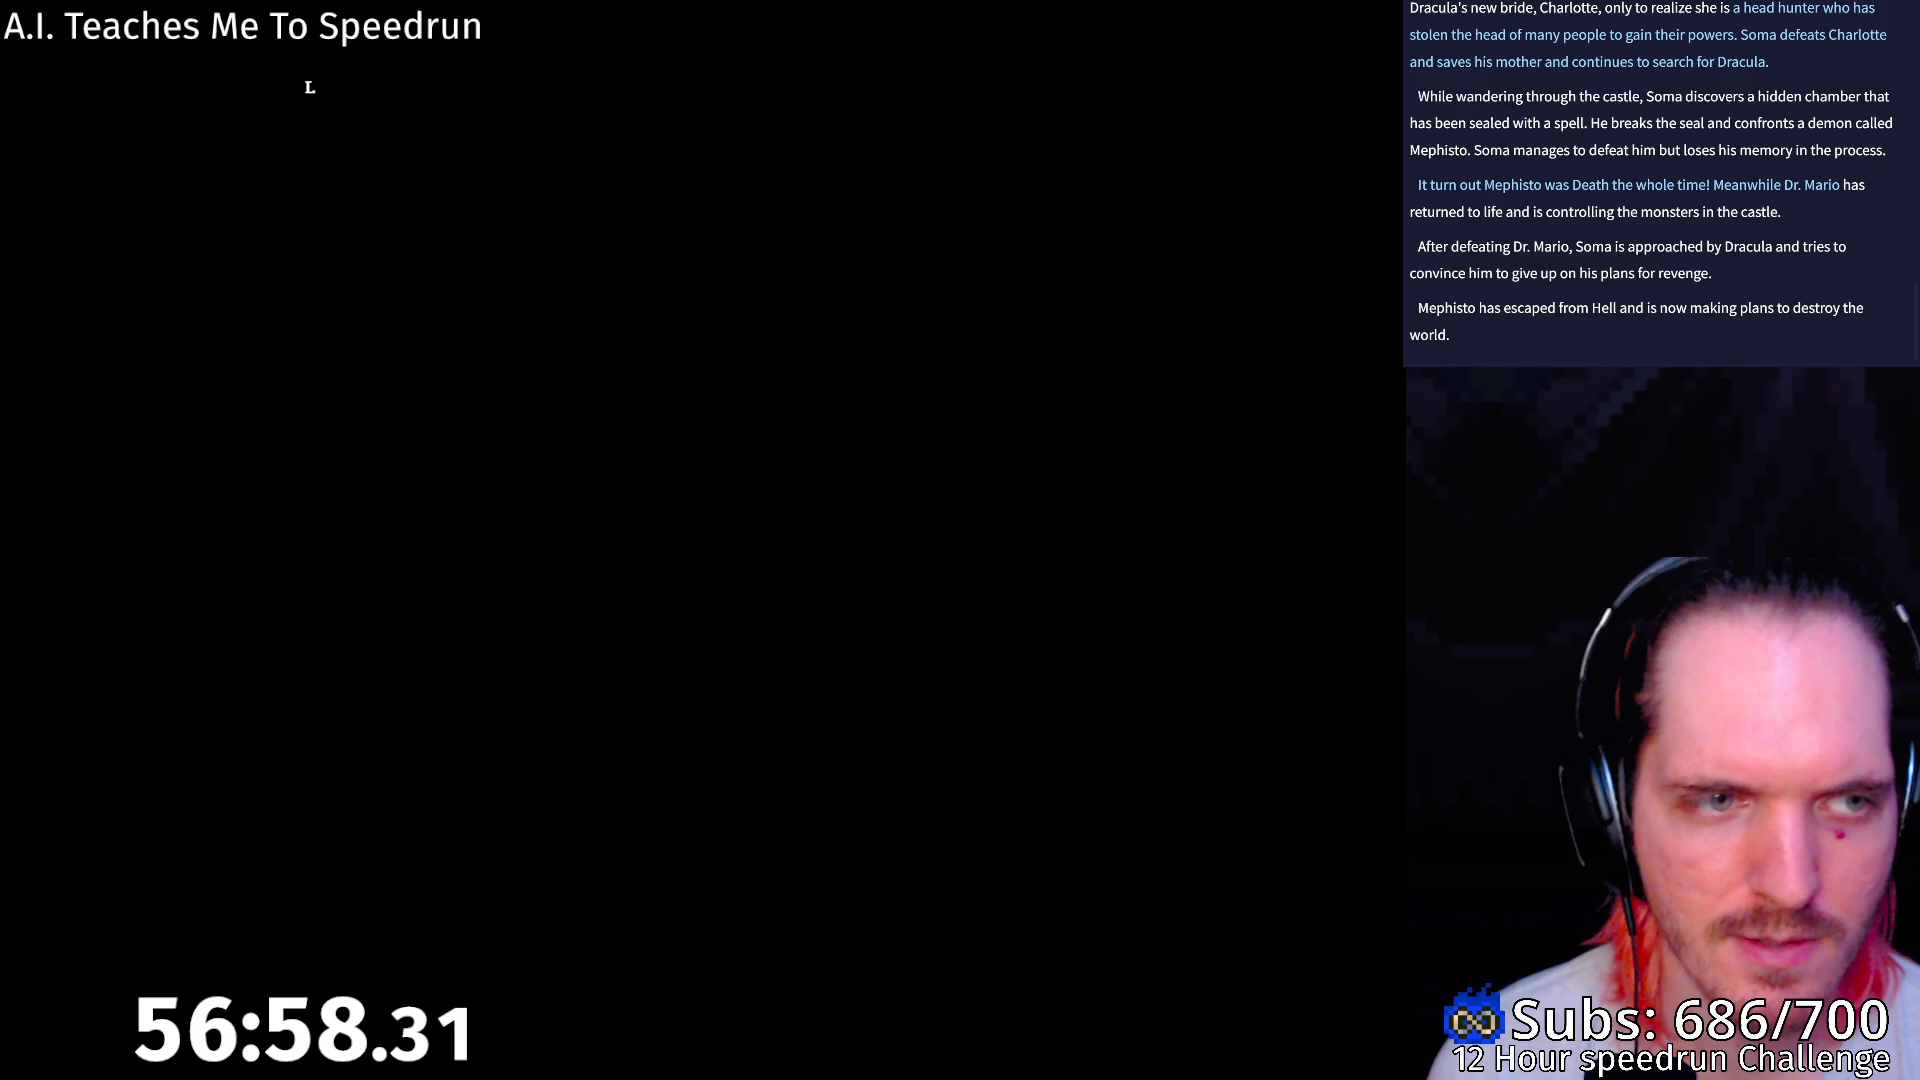 A.I. Teaches Me To Speedrun
L
Dracula's new bride, Charlotte, only to realize she is a head hunter who has
stolen the head of many people to gain their powers. Soma defeats Charlotte
and saves his mother and continues to search for Dracula.
While wandering through the castle, Soma discovers a hidden chamber that
has been sealed with a spell. He breaks the seal and confronts a demon called
Mephisto. Soma manages to defeat him but loses his memory in the process.
It turn out Mephisto was Death the whole time! Meanwhile Dr. Mario has
returned to life and is controlling the monsters in the castle.
After defeating Dr. Mario, Soma is approached by Dracula and tries to
convince him to give up on his plans for revenge.
Mephisto has escaped from Hell and is now making plans to destroy the
world.
56:58.31
Subs: 686/700
12 Hour speedrun Challenge